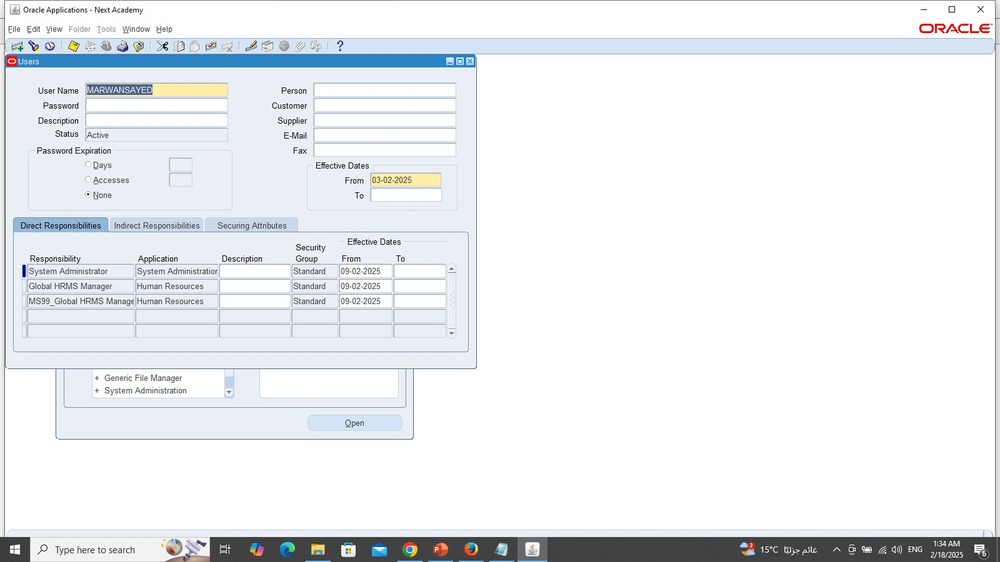 Oracle Applications - Next Academy
File Edit View Folder Tools Window Help
ORACLE
Users
User Name MARWANSAYED
Password
Description
Status Active
Password Expiration
Days
Accesses
None
Person
Customer
Supplier
E-Mail
Fax
Effective Dates
From 03-02-2025
To
Direct Responsibilities Indirect Responsibilities Securing Attributes
Effective Dates
Security
Responsibility Application Description Group From To
System Administrator System Administration Standard 09-02-2025
Global HRMS Manager Human Resources Standard 09-02-2025
MS99_Global HRMS Manage Human Resources Standard 09-02-2025
+ Generic File Manager
+ System Administration
Open
Type here to search
2
15°C غائم جزئيًا
ENG
1:34 AM
2/18/2025
6